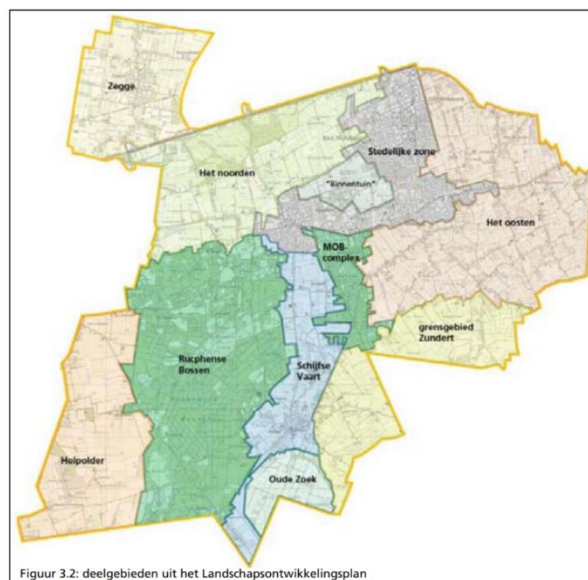 Zegge
Stedelijke zone
Het noorden
"Binnentuin"
Het oosten
MOB-
complex
grensgebied
Zundert
Rucphense
Bossen
Schijfse
Vaart
Helpolder
Oude Zoek
Figuur 3.2: deelgebieden uit het Landschapsontwikkelingsplan